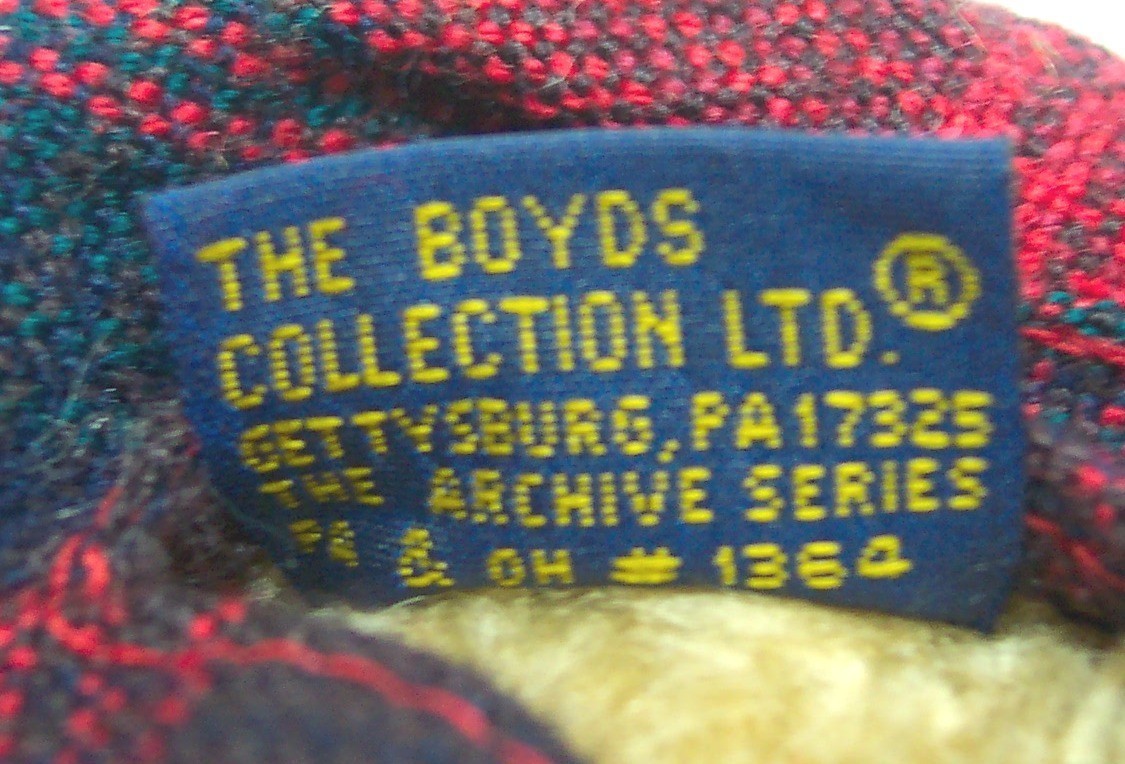 THE BOYDS
COLLECTION LTD.®
GETTYSBURG, PA 17325
THE ARCHIVE SERIES
PA & OH # 1364